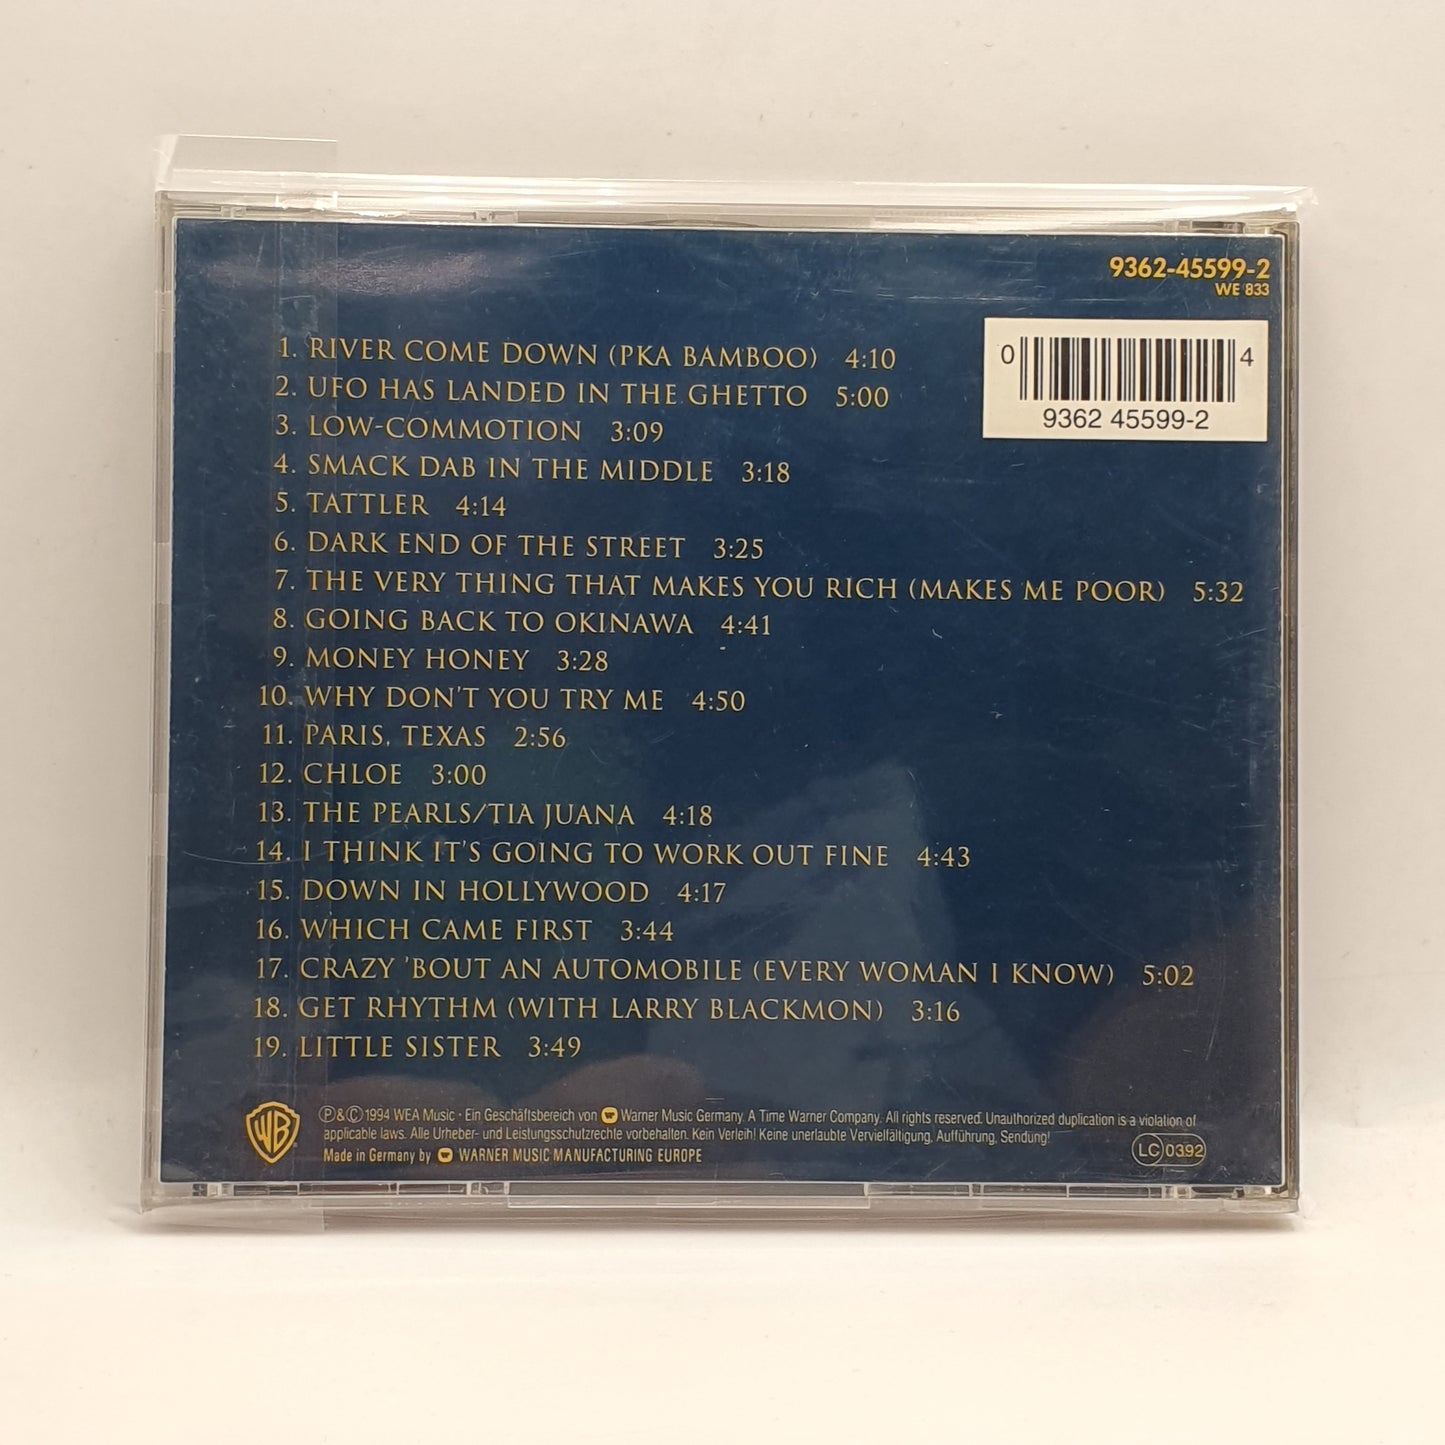 9362-45599-2
WE 833
0 4
9362 45599-2
1. RIVER COME DOWN (PKA BAMBOO) 4:10
2. UFO HAS LANDED IN THE GHETTO 5:00
3. LOW-COMMOTION 3:09
4. SMACK DAB IN THE MIDDLE 3:18
5. TATTLER 4:14
6. DARK END OF THE STREET 3:25
7. THE VERY THING THAT MAKES YOU RICH (MAKES ME POOR) 5:32
8. GOING BACK TO OKINAWA 4:41
9. MONEY HONEY 3:28
10. WHY DON'T YOU TRY ME 4:50
11. PARIS, TEXAS 2:56
12. CHLOE 3:00
13. THE PEARLS/TIA JUANA 4:18
14. I THINK IT'S GOING TO WORK OUT FINE 4:43
15. DOWN IN HOLLYWOOD 4:17
16. WHICH CAME FIRST 3:44
17. CRAZY 'BOUT AN AUTOMOBILE (EVERY WOMAN I KNOW) 5:02
18. GET RHYTHM (WITH LARRY BLACKMON) 3:16
19. LITTLE SISTER 3:49
WB
Ⓟ&Ⓒ1994 WEA Music · Ein Geschäftsbereich von Warner Music Germany. A Time Warner Company. All rights reserved. Unauthorized duplication is a violation of
applicable laws. Alle Urheber- und Leistungsschutzrechte vorbehalten. Kein Verleih! Keine unerlaubte Vervielfältigung, Aufführung, Sendung!
Made in Germany by WARNER MUSIC MANUFACTURING EUROPE
LC 0392